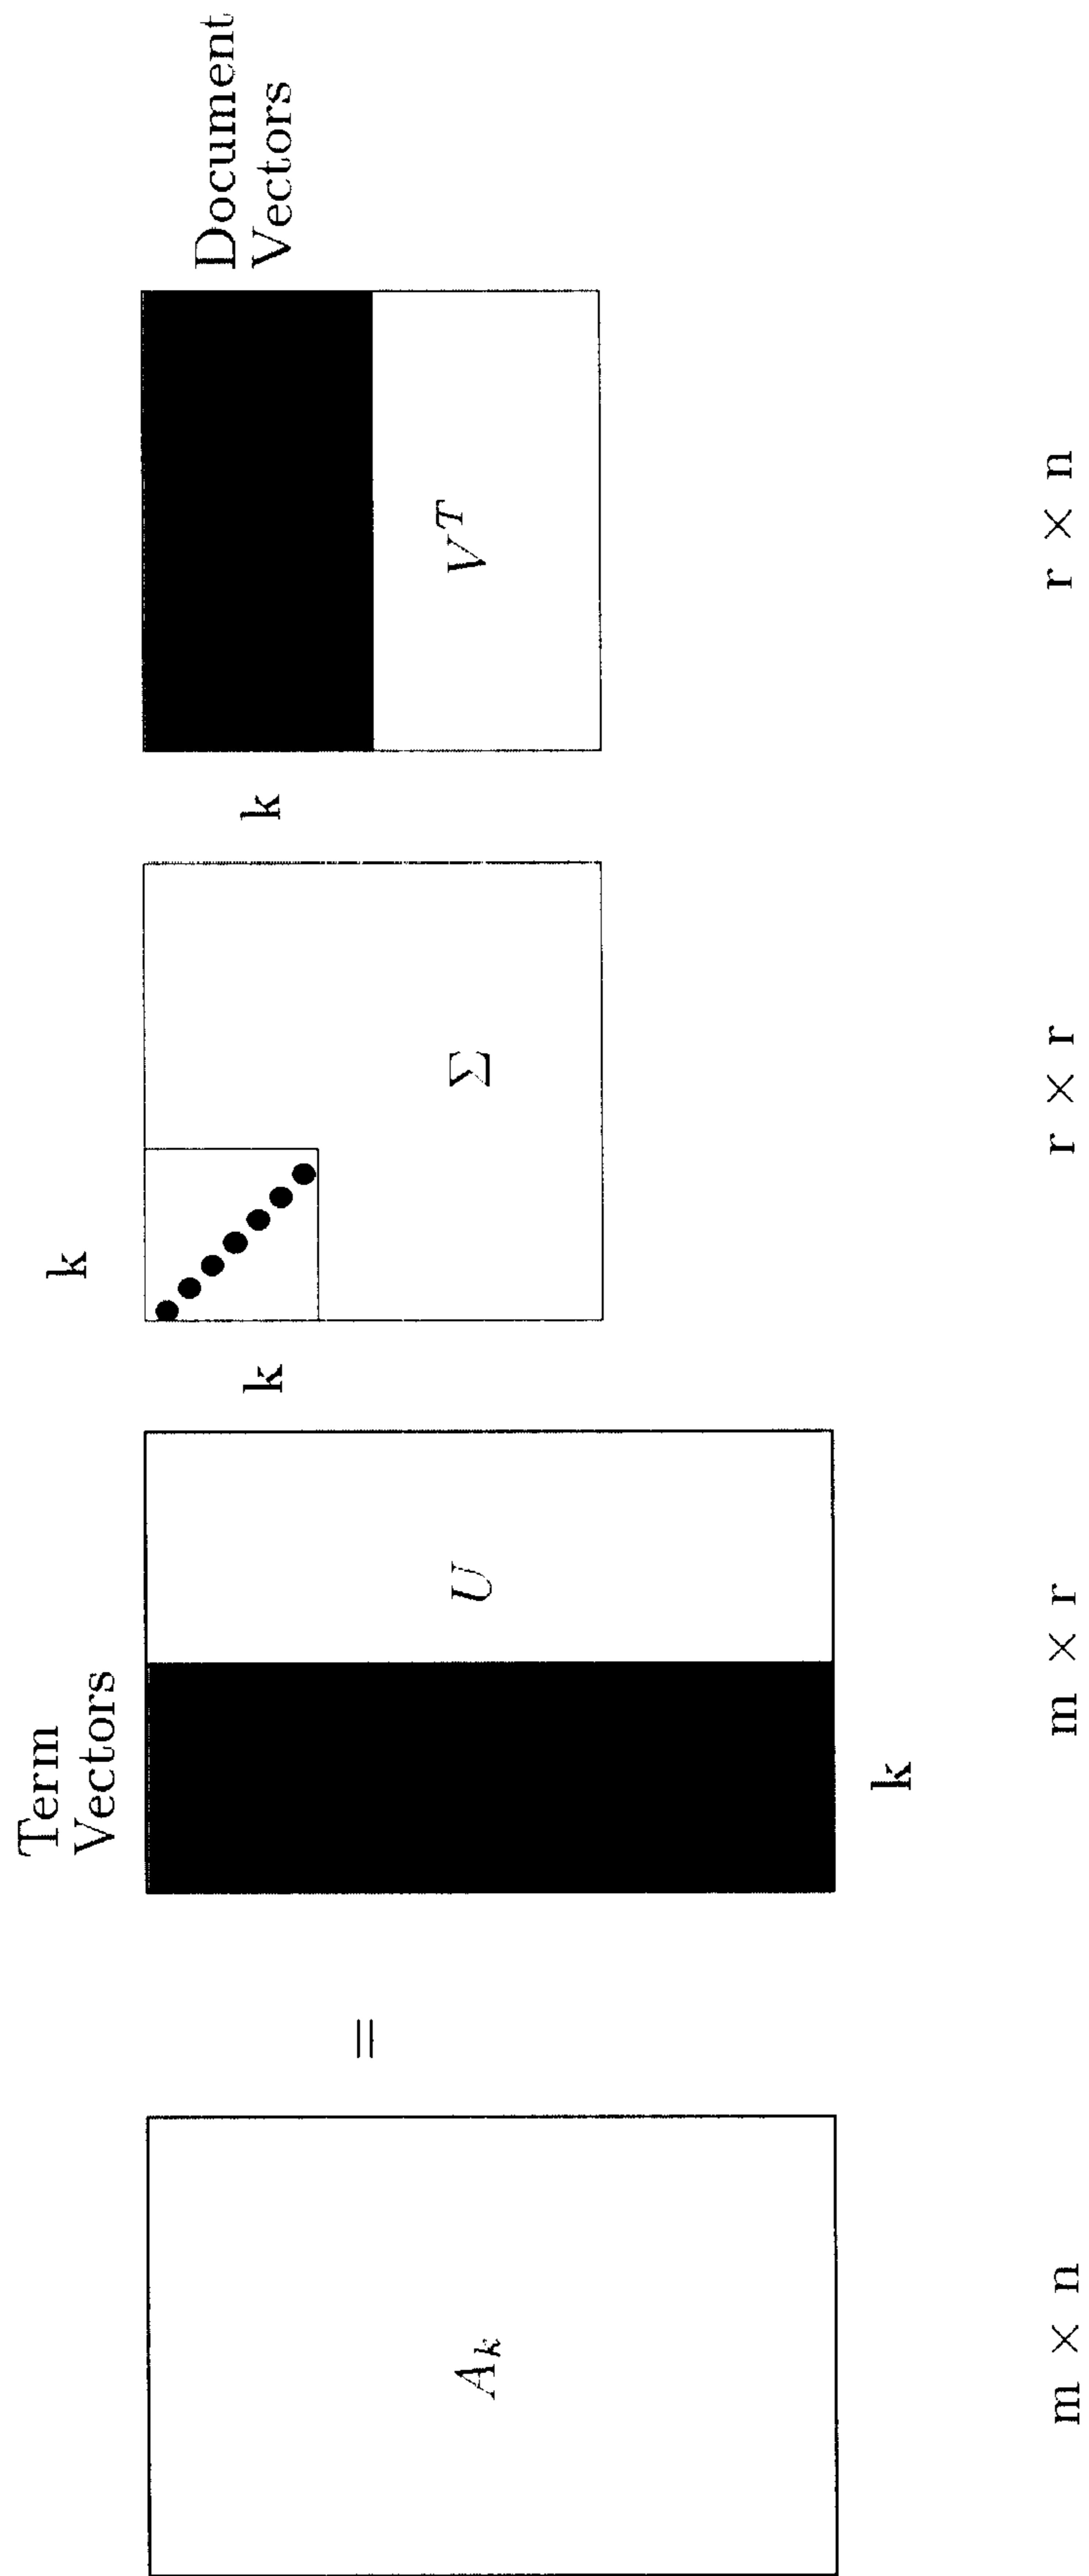 Term
Vectors
k
k
k
Document
Vectors
A_k
=
U
Σ
V^T
k
m × n
m × r
r × r
r × n